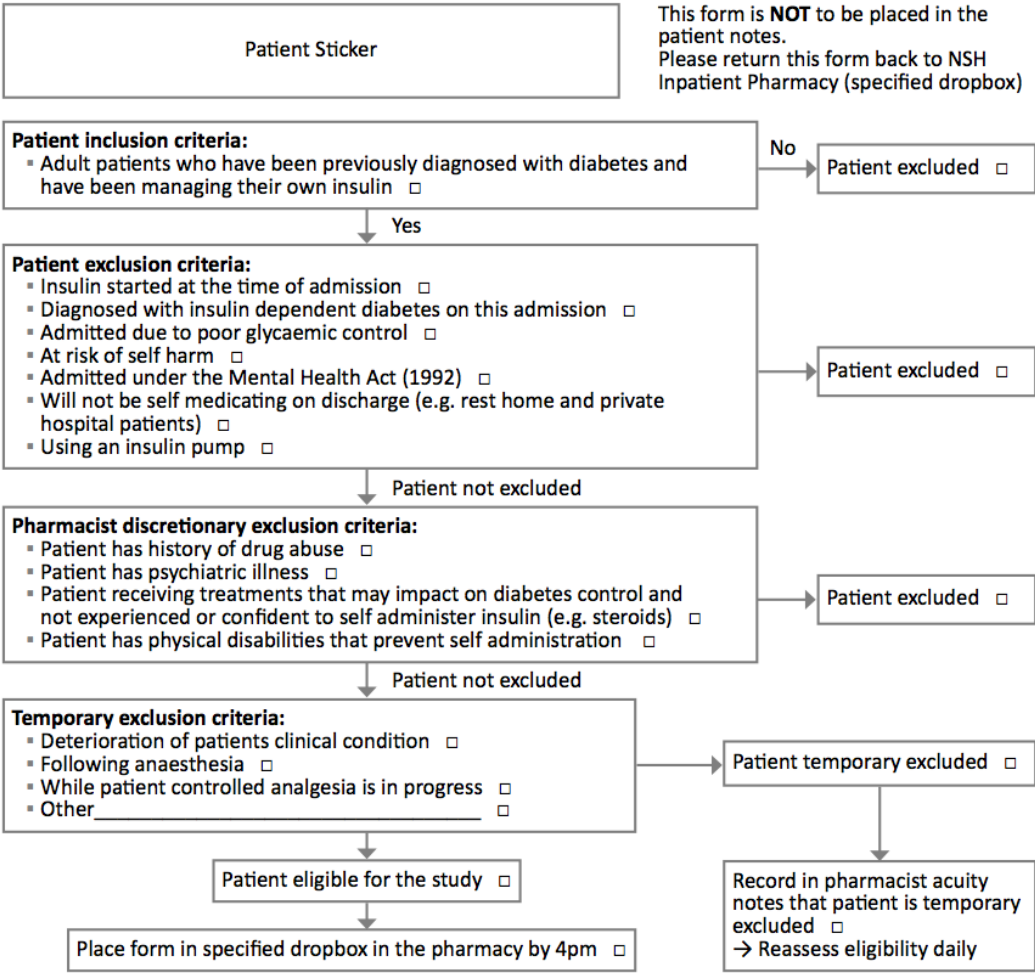 Patient Sticker
This form is NOT to be placed in the
patient notes.
Please return this form back to NSH
Inpatient Pharmacy (specified dropbox)
Patient inclusion criteria:
▪ Adult patients who have been previously diagnosed with diabetes and
have been managing their own insulin □
No
Patient excluded □
Yes
Patient exclusion criteria:
▪ Insulin started at the time of admission □
▪ Diagnosed with insulin dependent diabetes on this admission □
▪ Admitted due to poor glycaemic control □
▪ At risk of self harm □
▪ Admitted under the Mental Health Act (1992) □
▪ Will not be self medicating on discharge (e.g. rest home and private
hospital patients) □
▪ Using an insulin pump □
Patient excluded □
Patient not excluded
Pharmacist discretionary exclusion criteria:
▪ Patient has history of drug abuse □
▪ Patient has psychiatric illness □
▪ Patient receiving treatments that may impact on diabetes control and
not experienced or confident to self administer insulin (e.g. steroids) □
▪ Patient has physical disabilities that prevent self administration □
Patient excluded □
Patient not excluded
Temporary exclusion criteria:
▪ Deterioration of patients clinical condition □
▪ Following anaesthesia □
▪ While patient controlled analgesia is in progress □
▪ Other__________________________________ □
Patient temporary excluded □
Patient eligible for the study □
Place form in specified dropbox in the pharmacy by 4pm □
Record in pharmacist acuity
notes that patient is temporary
excluded □
→ Reassess eligibility daily